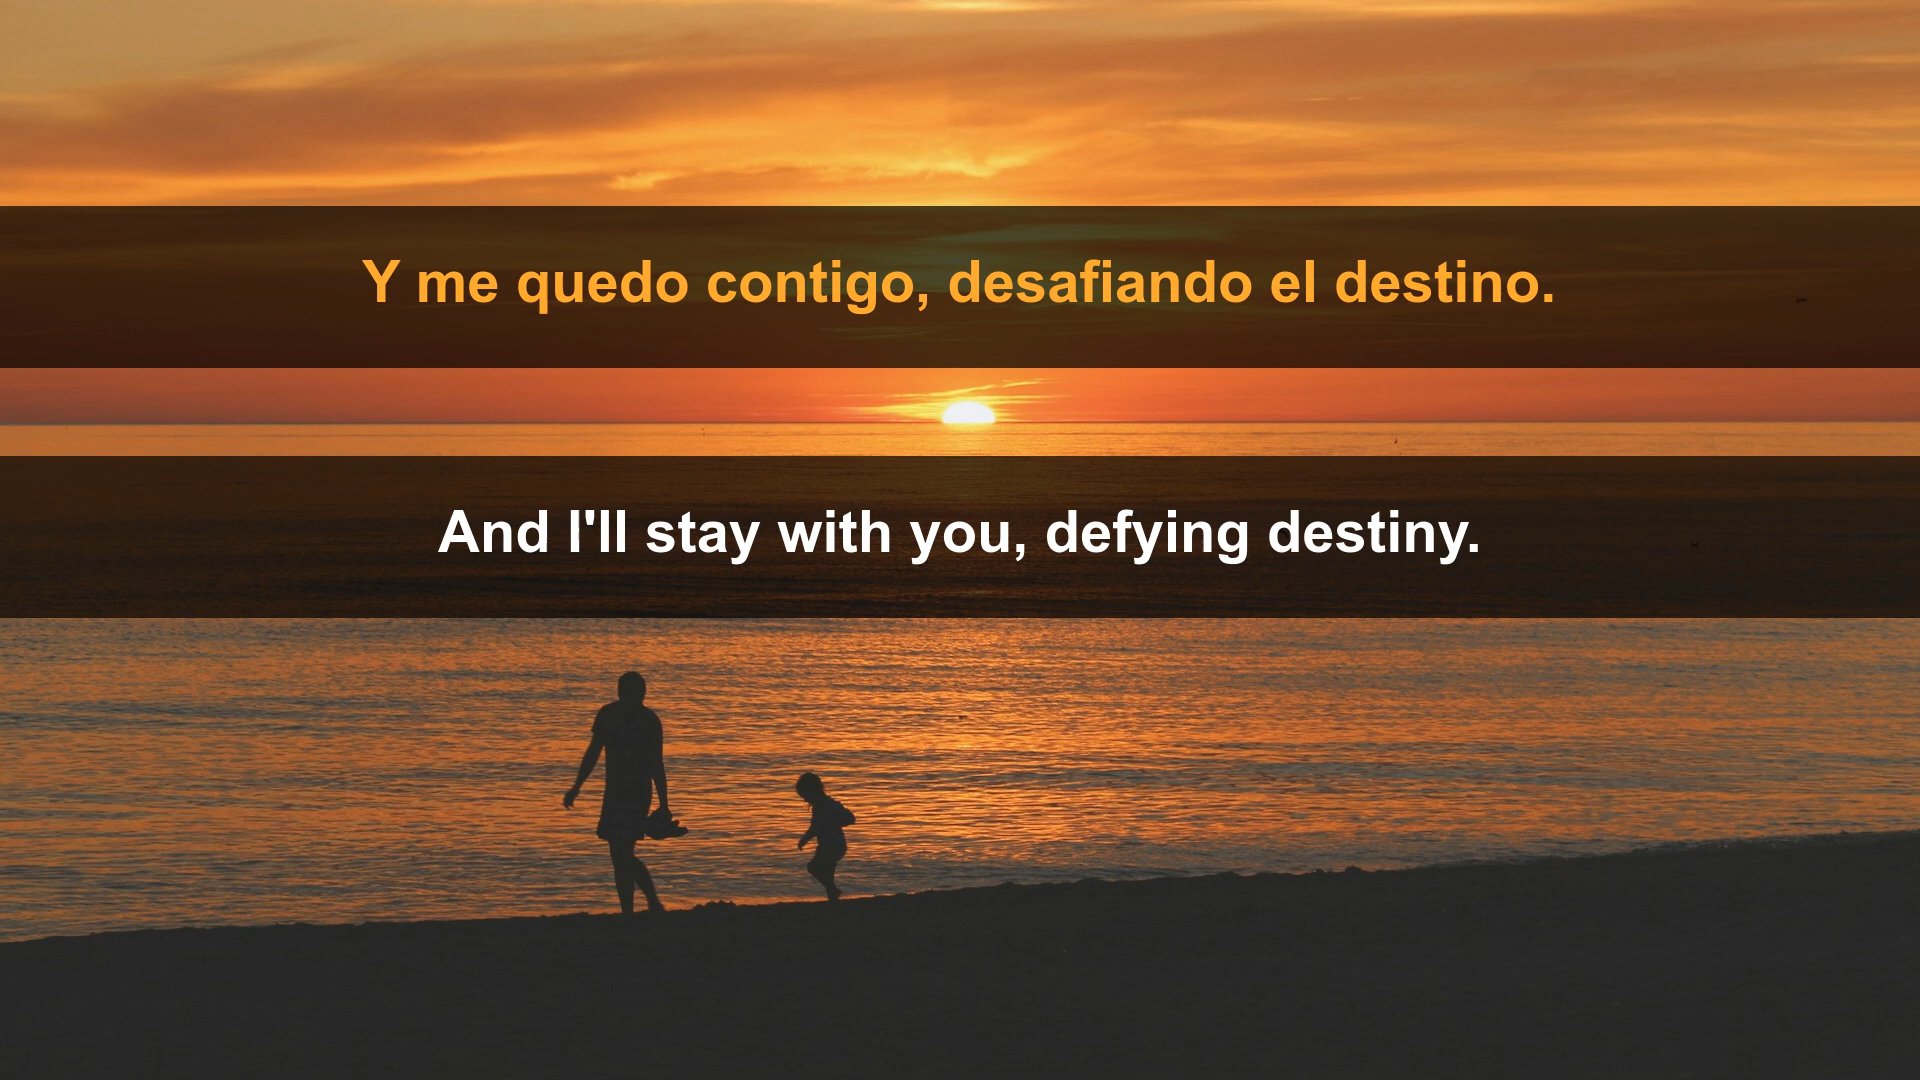 Y me quedo contigo, desafiando el destino.
And I'll stay with you, defying destiny.